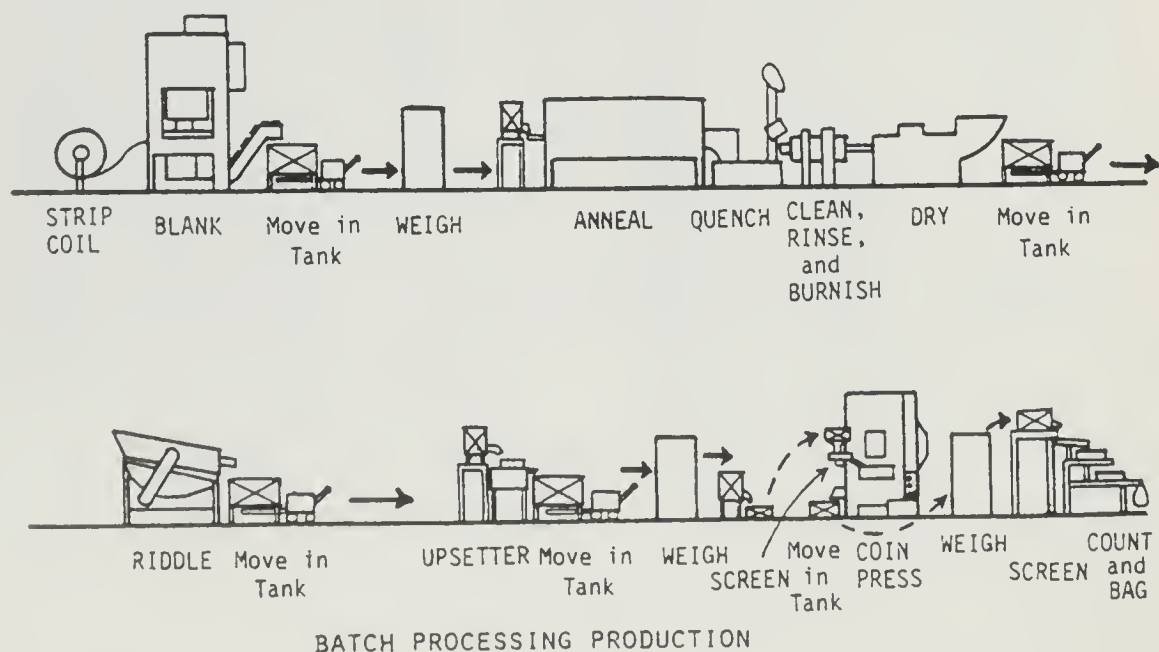 STRIP
COIL
BLANK
Move in
Tank
WEIGH
ANNEAL
QUENCH
CLEAN,
RINSE,
and
BURNISH
DRY
Move in
Tank
RIDDLE
Move in
Tank
UPSETTER
Move in
Tank
WEIGH
SCREEN
Move
in
Tank
COIN
PRESS
WEIGH
SCREEN
COUNT
and
BAG
BATCH PROCESSING PRODUCTION